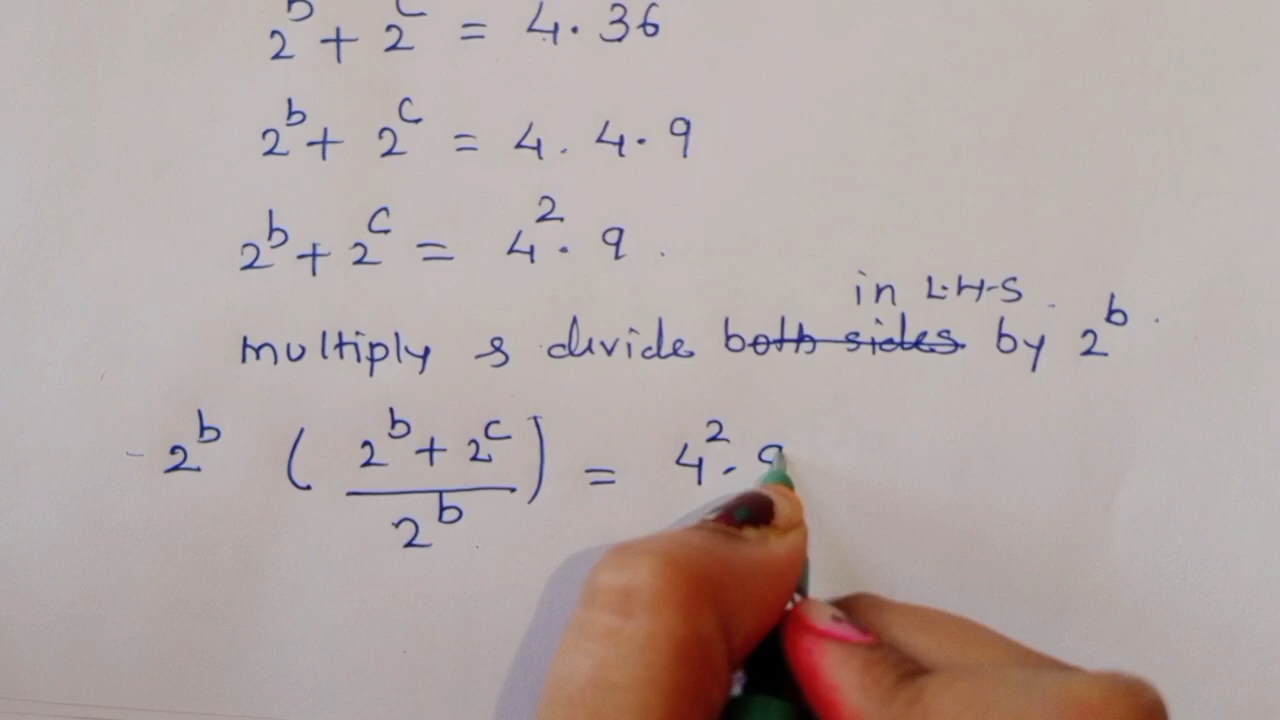 2^b + 2^c = 4.36
2^b + 2^c = 4.4.9
2^b + 2^c = 4^2.9.
in L.H.S.
multiply & divide both sides by 2^b.
2^b ( (2^b + 2^c) / 2^b ) = 4^2.9